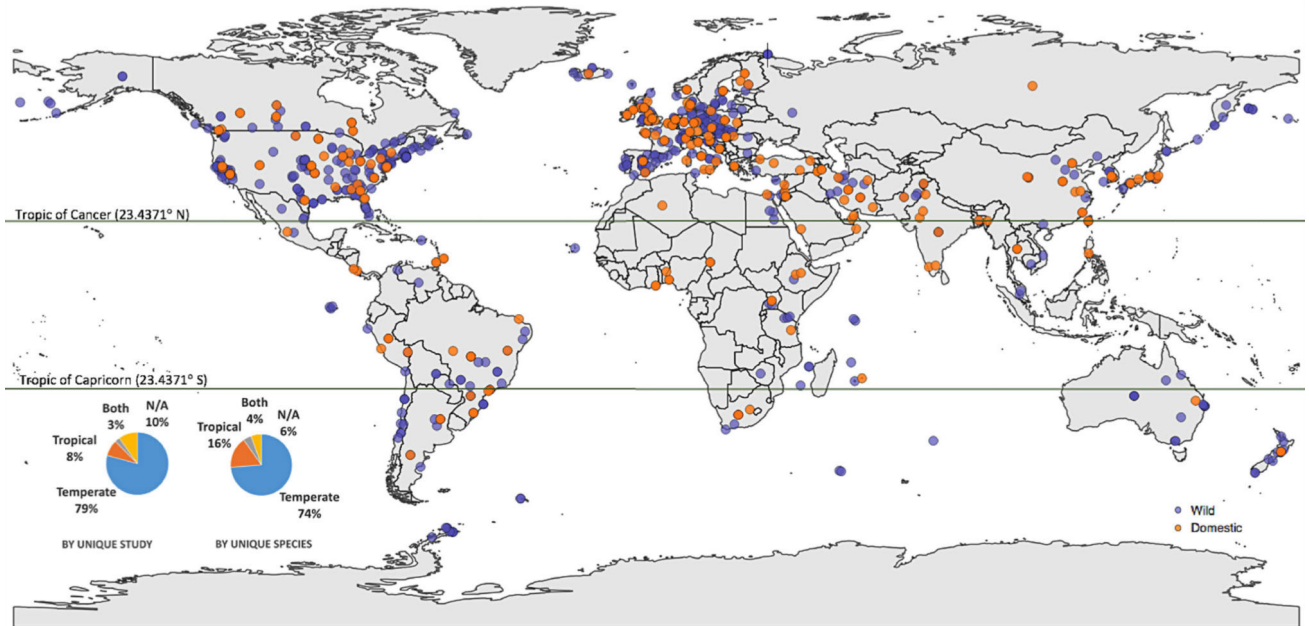 Tropic of Cancer (23.4371° N)
Tropic of Capricorn (23.4371° S)
Both
3%
N/A
10%
Tropical
8%
Temperate
79%
BY UNIQUE STUDY
Both
4%
N/A
6%
Tropical
16%
Temperate
74%
BY UNIQUE SPECIES
Wild
Domestic